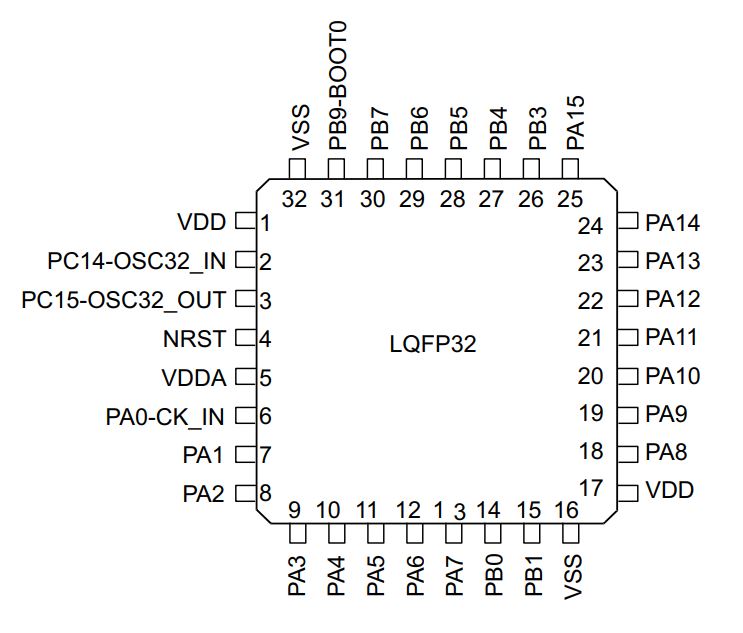 VSS
PB9-BOOT0
PB7
PB6
PB5
PB4
PB3
PA15
32 31 30 29 28 27 26 25
VDD 1
PC14-OSC32_IN 2
PC15-OSC32_OUT 3
NRST 4
VDDA 5
PA0-CK_IN 6
PA1 7
PA2 8
LQFP32
24 PA14
23 PA13
22 PA12
21 PA11
20 PA10
19 PA9
18 PA8
17 VDD
9 10 11 12 1 3 14 15 16
PA3
PA4
PA5
PA6
PA7
PB0
PB1
VSS